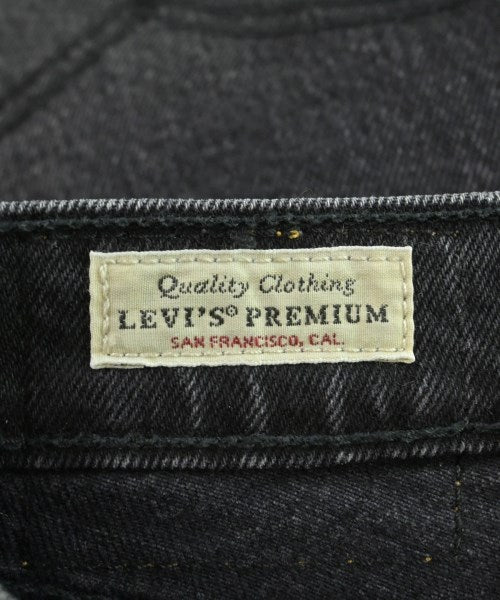 Quality Clothing
LEVI'S® PREMIUM
SAN FRANCISCO, CAL.